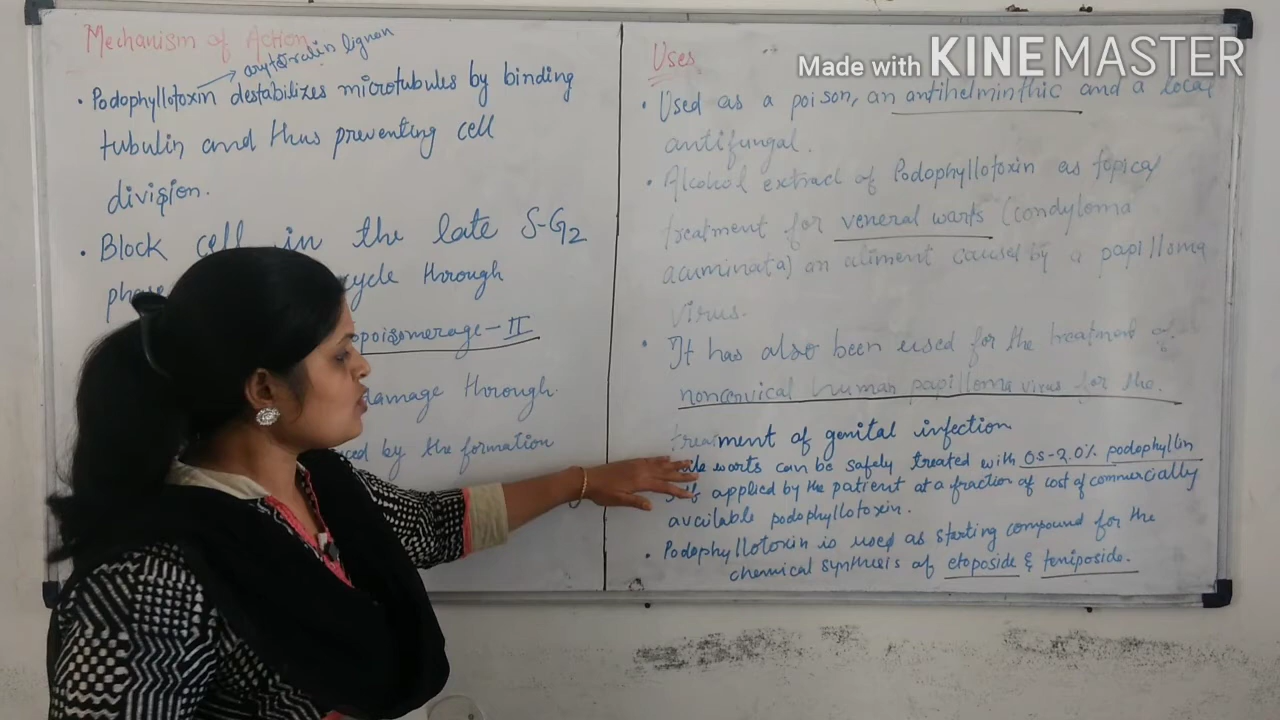 Mechanism of Action
aryltetralin lignan
• Podophyllotoxin destabilizes microtubules by binding
tubulin and thus preventing cell
division.
• Block cell in the late S-G2
cycle through
topoisomerage-II
damage through
by the formation
Uses
• Used as a poison, an antihelminthic and a local
antifungal.
• Alcohol extract of Podophyllotoxin as topical
treatment for veneral warts (condyloma
acuminata) an aliment caused by a papilloma
virus.
• It has also been used for the treatment of
noncervical human papilloma virus for the
treatment of genital infection
warts can be safely treated with 0.5-2.0% podophyllin
self applied by the patient at a fraction of cost of commercially
available podophyllotoxin.
• Podophyllotoxin is used as starting compound for the
chemical synthesis of etoposide & teniposide.
Made with KINEMASTER